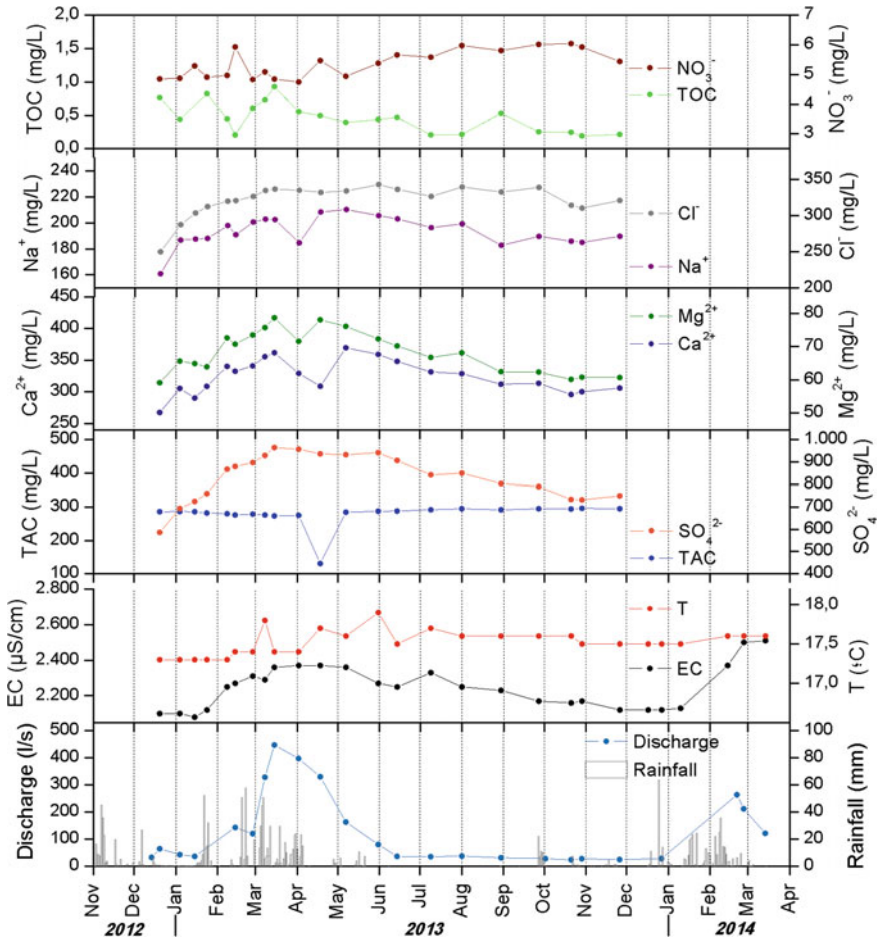 2,0
1,5
1,0
0,5
0,0
TOC (mg/L)
NO3-
TOC
7
6
5
4
3
NO3- (mg/L)
240
220
200
180
160
Na+ (mg/L)
Cl-
Na+
350
300
250
200
Cl- (mg/L)
450
400
350
300
250
Ca2+ (mg/L)
Mg2+
Ca2+
80
70
60
50
Mg2+ (mg/L)
500
400
300
200
100
TAC (mg/L)
SO42-
TAC
1.000
900
800
700
600
500
400
SO42- (mg/L)
2.800
2.600
2.400
2.200
EC (µS/cm)
T
EC
18,0
17,5
17,0
500
400
300
200
100
0
Discharge (l/s)
Discharge
Rainfall
100
80
60
40
20
0
Rainfall (mm)
Nov Dec Jan Feb Mar Apr May Jun Jul Aug Sep Oct Nov Dec Jan Feb Mar Apr
2012 2013 2014